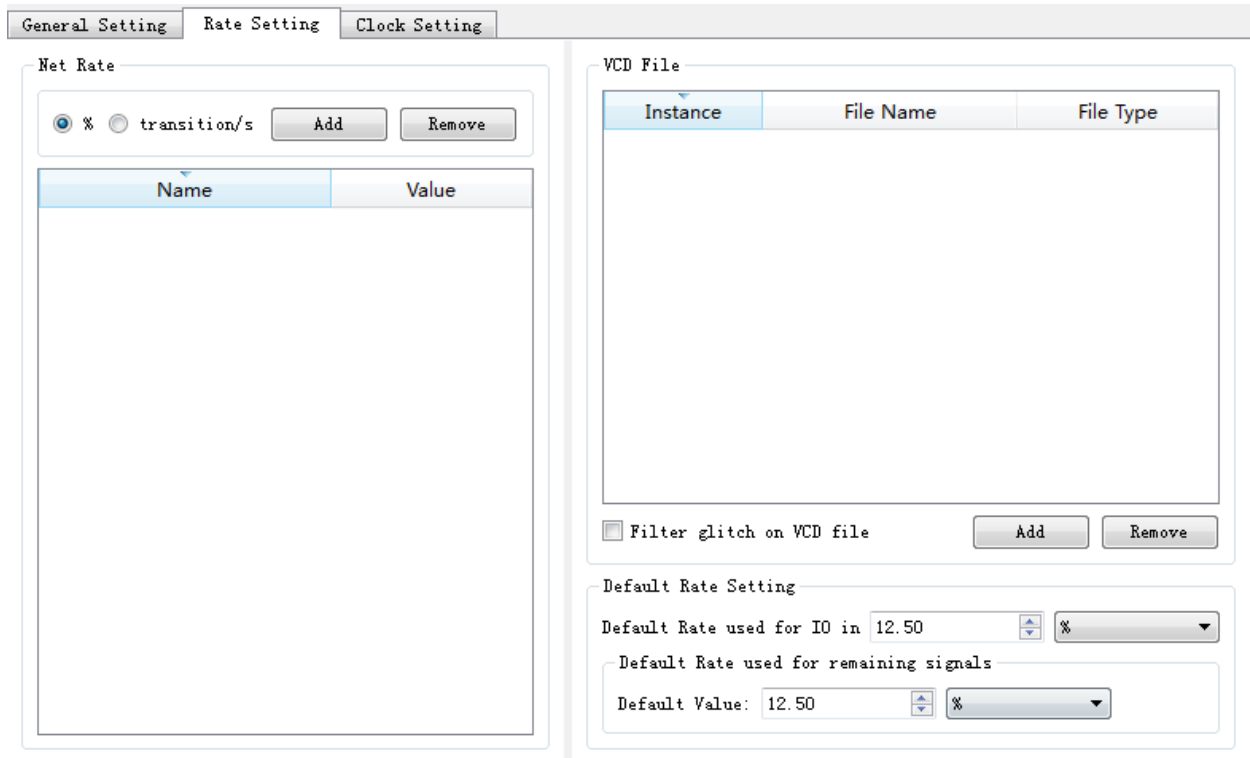 General Setting Rate Setting Clock Setting
Net Rate
% transition/s Add Remove
Name Value
VCD File
Instance File Name File Type
Filter glitch on VCD file Add Remove
Default Rate Setting
Default Rate used for IO in 12.50 %
Default Rate used for remaining signals
Default Value: 12.50 %